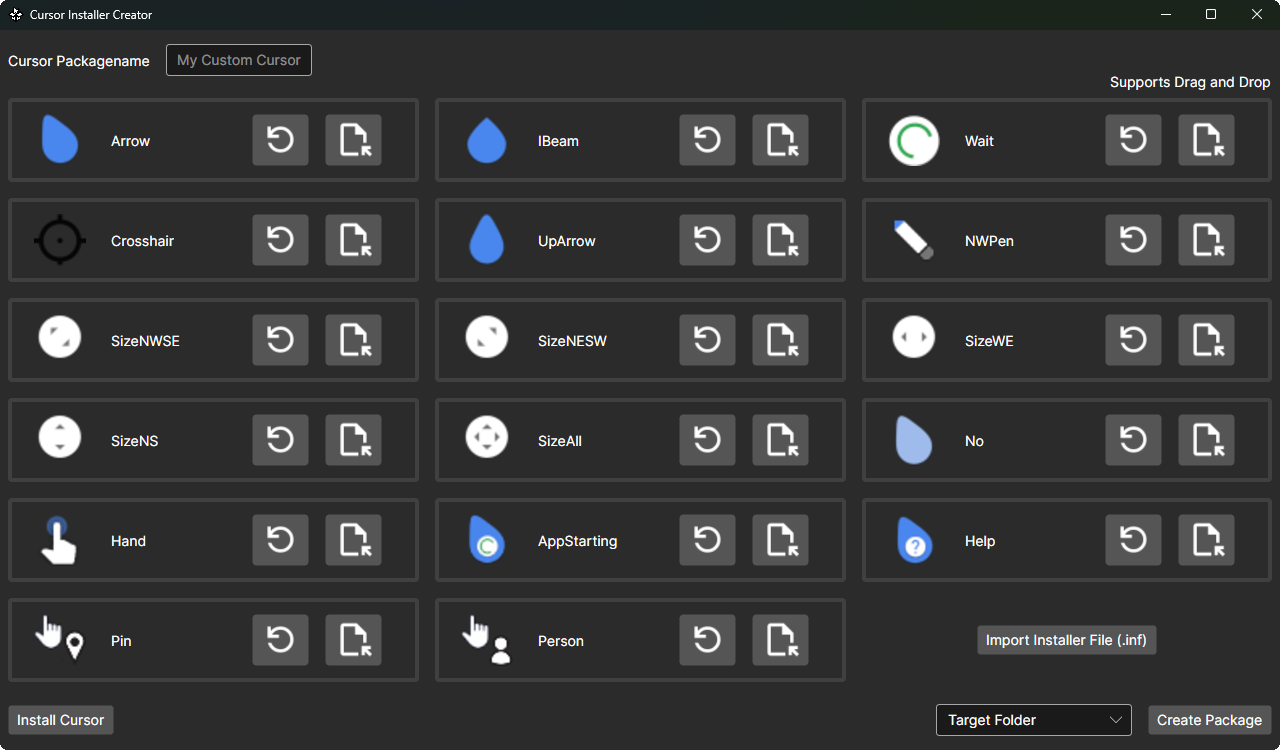 Cursor Installer Creator
Cursor Packagename My Custom Cursor
Supports Drag and Drop
Arrow IBeam Wait
Crosshair UpArrow NWPen
SizeNWSE SizeNESW SizeWE
SizeNS SizeAll No
Hand AppStarting ? Help
Pin Person Import Installer File (.inf)
Install Cursor Target Folder Create Package